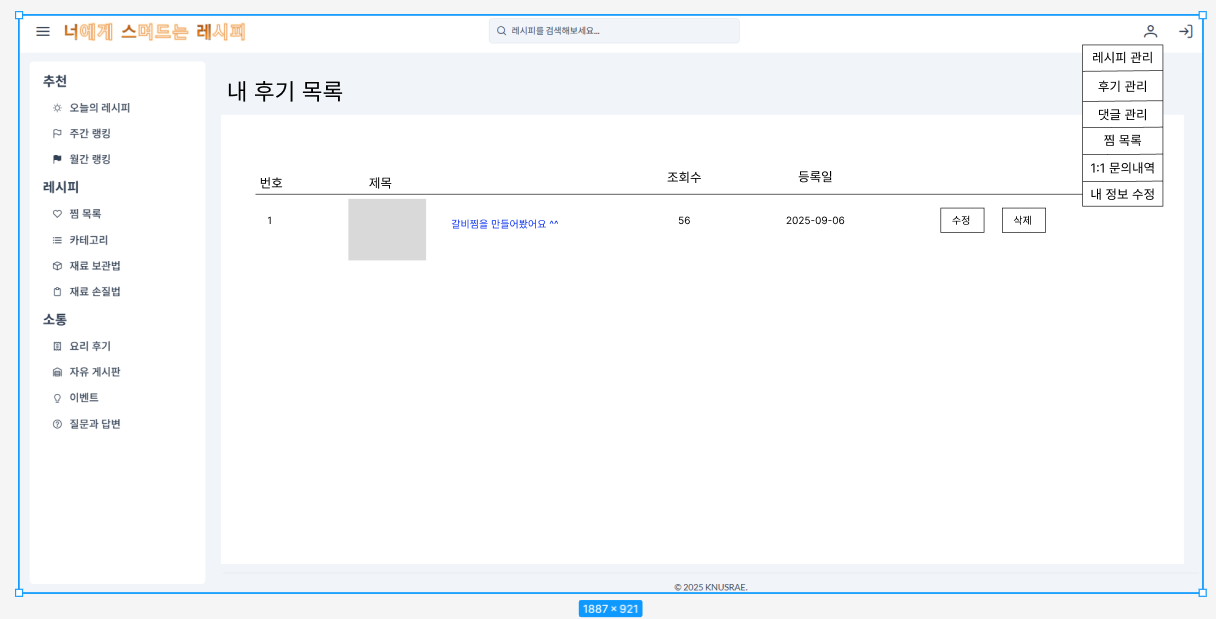 너에게 스며드는 레시피
레시피를 검색해보세요...
레시피 관리
후기 관리
댓글 관리
찜 목록
1:1 문의내역
내 정보 수정
추천
오늘의 레시피
주간 랭킹
월간 랭킹
레시피
찜 목록
카테고리
재료 보관법
재료 손질법
소통
요리 후기
자유 게시판
이벤트
질문과 답변
내 후기 목록
번호 제목 조회수 등록일
1 갈비찜을 만들어봤어요 ^^ 56 2025-09-06 수정 삭제
© 2025 KNUSRAE.
1887 × 921